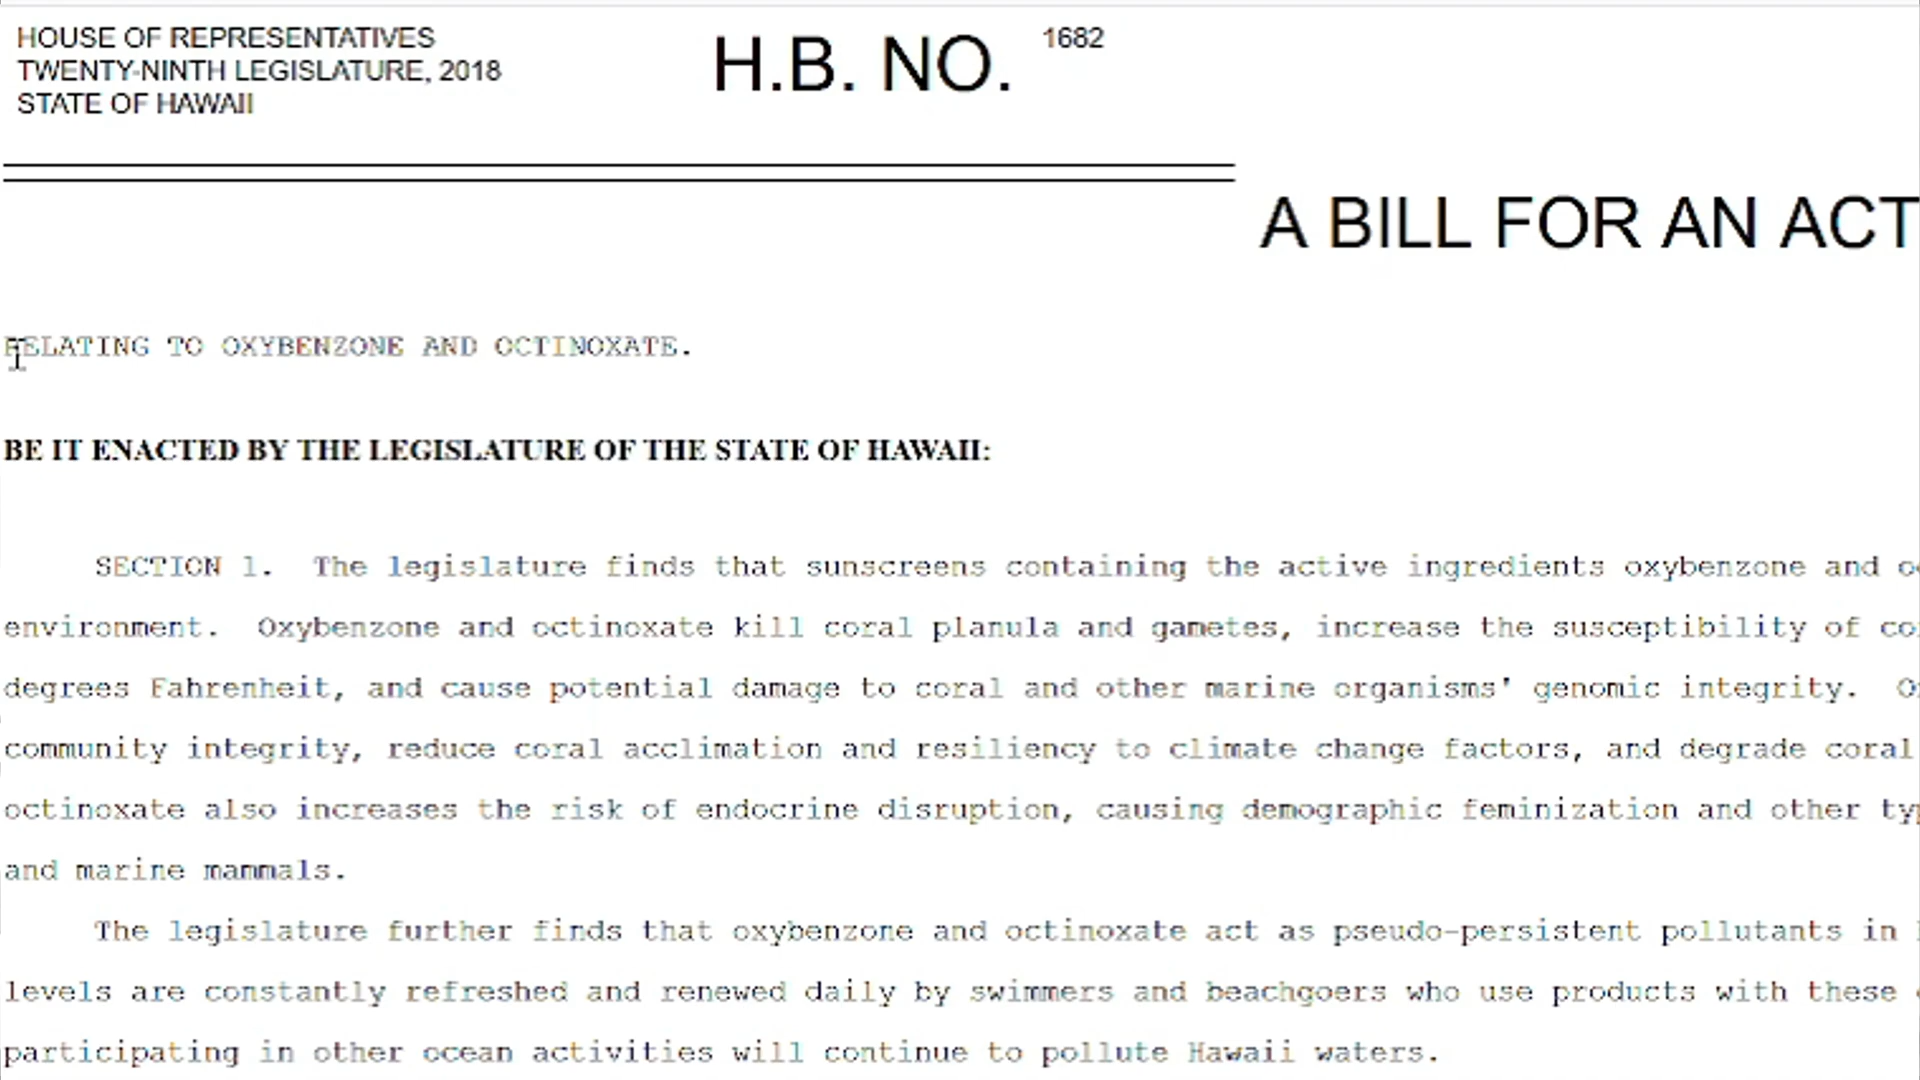 HOUSE OF REPRESENTATIVES
TWENTY-NINTH LEGISLATURE, 2018
STATE OF HAWAII
H.B. NO. 1682
A BILL FOR AN ACT
RELATING TO OXYBENZONE AND OCTINOXATE.
BE IT ENACTED BY THE LEGISLATURE OF THE STATE OF HAWAII:
SECTION 1. The legislature finds that sunscreens containing the active ingredients oxybenzone and
environment. Oxybenzone and octinoxate kill coral planula and gametes, increase the susceptibility of
degrees Fahrenheit, and cause potential damage to coral and other marine organisms' genomic integrity.
community integrity, reduce coral acclimation and resiliency to climate change factors, and degrade coral
octinoxate also increases the risk of endocrine disruption, causing demographic feminization and other
and marine mammals.
The legislature further finds that oxybenzone and octinoxate act as pseudo-persistent pollutants in
levels are constantly refreshed and renewed daily by swimmers and beachgoers who use products with these
participating in other ocean activities will continue to pollute Hawaii waters.